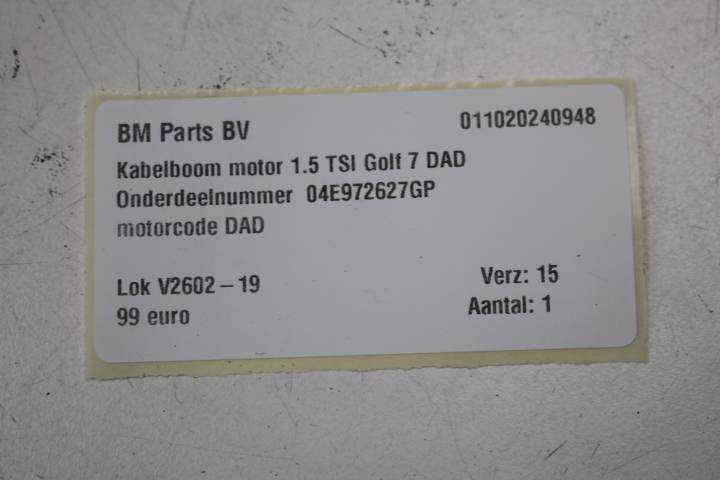 BM Parts BV 011020240948
Kabelboom motor 1.5 TSI Golf 7 DAD
Onderdeelnummer 04E972627GP
motorcode DAD
Lok V2602-19 Verz: 15
99 euro Aantal: 1